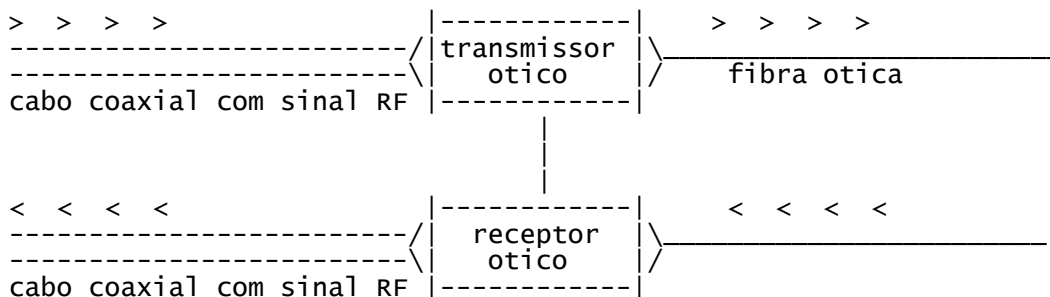 transmissor
otico
fibra otica
cabo coaxial com sinal RF
receptor
otico
cabo coaxial com sinal RF